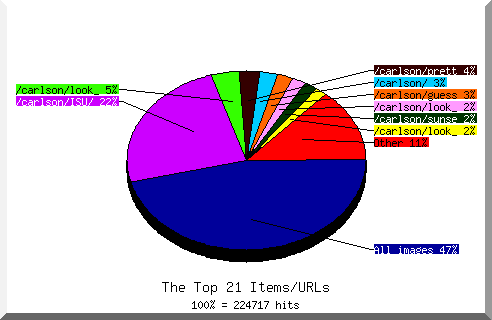 /carlson/prett 4%
/carlson/ 3%
/carlson/look_ 5%
/carlson/guess 3%
/carlson/ISU/ 22%
/carlson/look_ 2%
/carlson/sunse 2%
/carlson/look_ 2%
Other 11%
All images 47%
The Top 21 Items/URLs
100% = 224717 hits